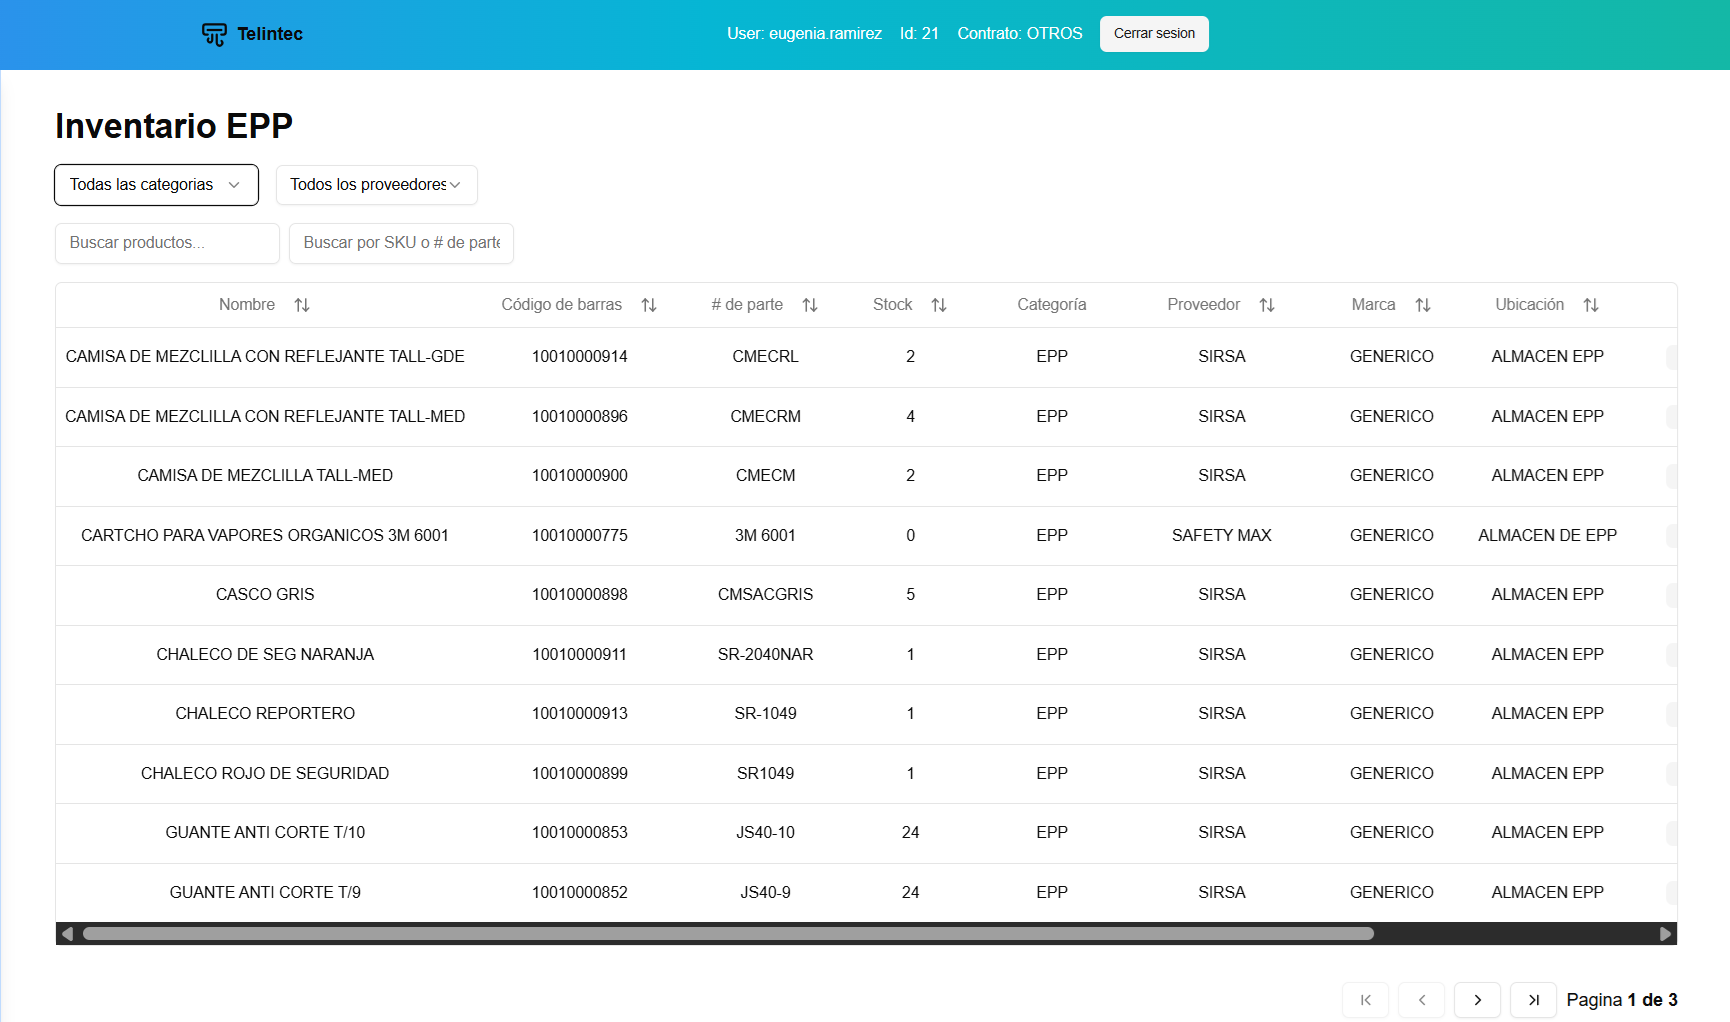 Telintec
User: eugenia.ramirez Id: 21 Contrato: OTROS Cerrar sesion
Inventario EPP
Todas las categorias Todos los proveedores
Buscar productos... Buscar por SKU o # de parte
Nombre Código de barras # de parte Stock Categoría Proveedor Marca Ubicación
CAMISA DE MEZCLILLA CON REFLEJANTE TALL-GDE 10010000914 CMECRL 2 EPP SIRSA GENERICO ALMACEN EPP
CAMISA DE MEZCLILLA CON REFLEJANTE TALL-MED 10010000896 CMECRM 4 EPP SIRSA GENERICO ALMACEN EPP
CAMISA DE MEZCLILLA TALL-MED 10010000900 CMECM 2 EPP SIRSA GENERICO ALMACEN EPP
CARTCHO PARA VAPORES ORGANICOS 3M 6001 10010000775 3M 6001 0 EPP SAFETY MAX GENERICO ALMACEN DE EPP
CASCO GRIS 10010000898 CMSACGRIS 5 EPP SIRSA GENERICO ALMACEN EPP
CHALECO DE SEG NARANJA 10010000911 SR-2040NAR 1 EPP SIRSA GENERICO ALMACEN EPP
CHALECO REPORTERO 10010000913 SR-1049 1 EPP SIRSA GENERICO ALMACEN EPP
CHALECO ROJO DE SEGURIDAD 10010000899 SR1049 1 EPP SIRSA GENERICO ALMACEN EPP
GUANTE ANTI CORTE T/10 10010000853 JS40-10 24 EPP SIRSA GENERICO ALMACEN EPP
GUANTE ANTI CORTE T/9 10010000852 JS40-9 24 EPP SIRSA GENERICO ALMACEN EPP
Pagina 1 de 3